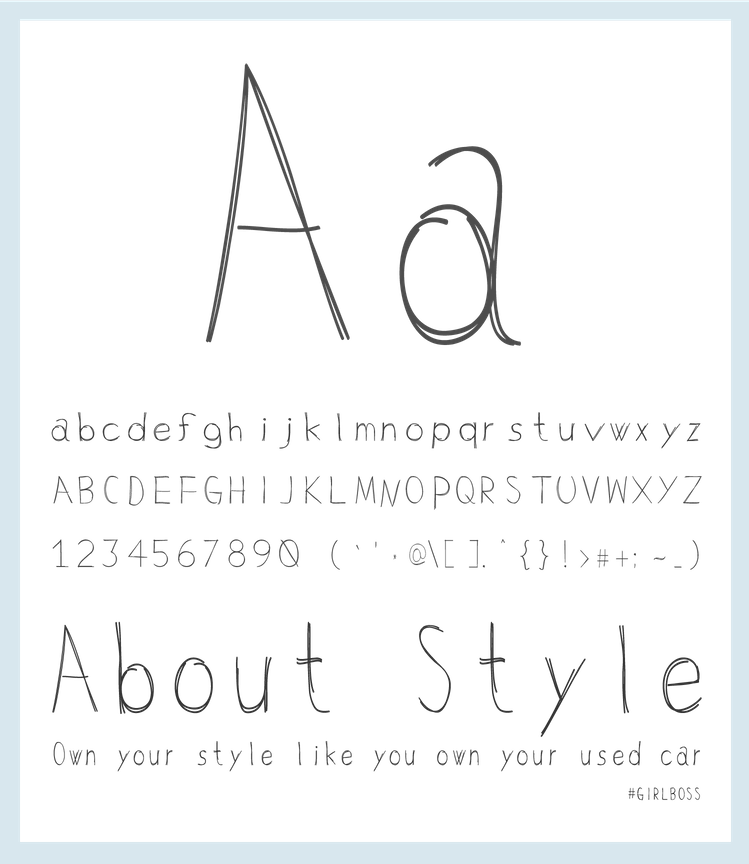 Aa
abcdefghijklmnopqrstuvwxyz
ABCDEFGHIJKLMNOPQRSTUVWXYZ
1234567890 (`'*@\[ ].^{}!>#+;~_)
About Style
Own your style like you own your used car
#GIRLBOSS